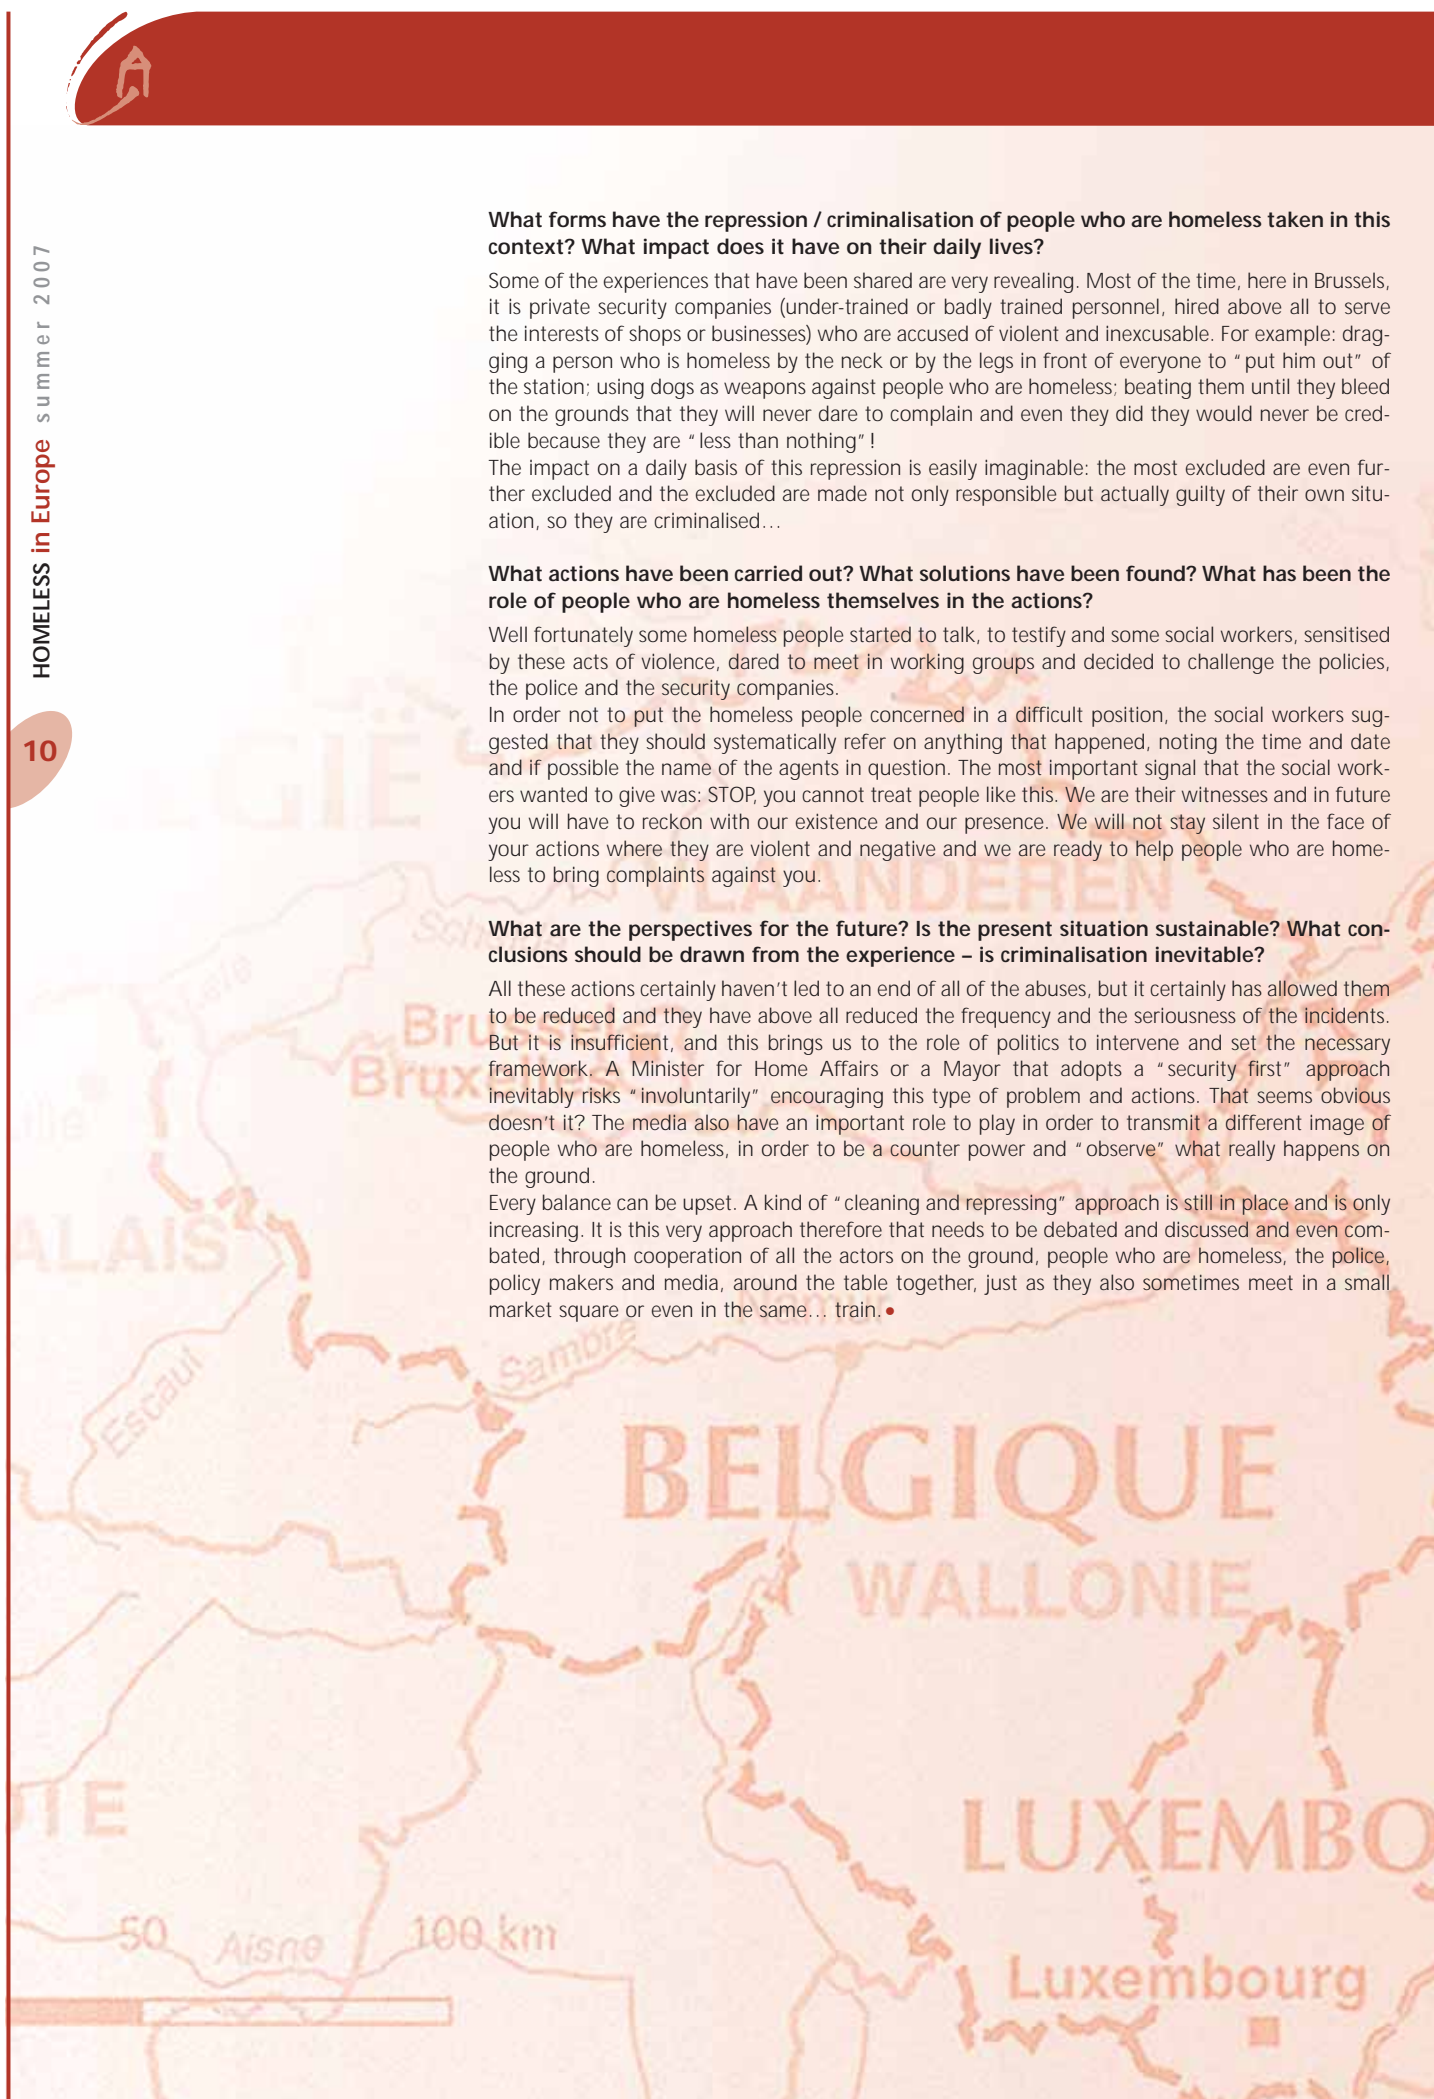 HOMELESS in Europe summer 2007
10
What forms have the repression / criminalisation of people who are homeless taken in this
context? What impact does it have on their daily lives?
Some of the experiences that have been shared are very revealing. Most of the time, here in Brussels,
it is private security companies (under-trained or badly trained personnel, hired above all to serve
the interests of shops or businesses) who are accused of violent and inexcusable. For example: drag-
ging a person who is homeless by the neck or by the legs in front of everyone to "put him out" of
the station; using dogs as weapons against people who are homeless; beating them until they bleed
on the grounds that they will never dare to complain and even they did they would never be cred-
ible because they are "less than nothing"!
The impact on a daily basis of this repression is easily imaginable: the most excluded are even fur-
ther excluded and the excluded are made not only responsible but actually guilty of their own situ-
ation, so they are criminalised…
What actions have been carried out? What solutions have been found? What has been the
role of people who are homeless themselves in the actions?
Well fortunately some homeless people started to talk, to testify and some social workers, sensitised
by these acts of violence, dared to meet in working groups and decided to challenge the policies,
the police and the security companies.
In order not to put the homeless people concerned in a difficult position, the social workers sug-
gested that they should systematically refer on anything that happened, noting the time and date
and if possible the name of the agents in question. The most important signal that the social work-
ers wanted to give was: STOP, you cannot treat people like this. We are their witnesses and in future
you will have to reckon with our existence and our presence. We will not stay silent in the face of
your actions where they are violent and negative and we are ready to help people who are home-
less to bring complaints against you.
What are the perspectives for the future? Is the present situation sustainable? What con-
clusions should be drawn from the experience – is criminalisation inevitable?
All these actions certainly haven't led to an end of all of the abuses, but it certainly has allowed them
to be reduced and they have above all reduced the frequency and the seriousness of the incidents.
But it is insufficient, and this brings us to the role of politics to intervene and set the necessary
framework. A Minister for Home Affairs or a Mayor that adopts a "security first" approach
inevitably risks "involuntarily" encouraging this type of problem and actions. That seems obvious
doesn't it? The media also have an important role to play in order to transmit a different image of
people who are homeless, in order to be a counter power and "observe" what really happens on
the ground.
Every balance can be upset. A kind of "cleaning and repressing" approach is still in place and is only
increasing. It is this very approach therefore that needs to be debated and discussed and even com-
bated, through cooperation of all the actors on the ground, people who are homeless, the police,
policy makers and media, around the table together, just as they also sometimes meet in a small
market square or even in the same… train.
GIË
VLAANDEREN
Leie
Brussel
Bruxelles
ALAIS
Namur
Sambre
Escaut
BELGIQUE
WALLONIE
LUXEMBO
50
100 km
Aisne
Luxembourg